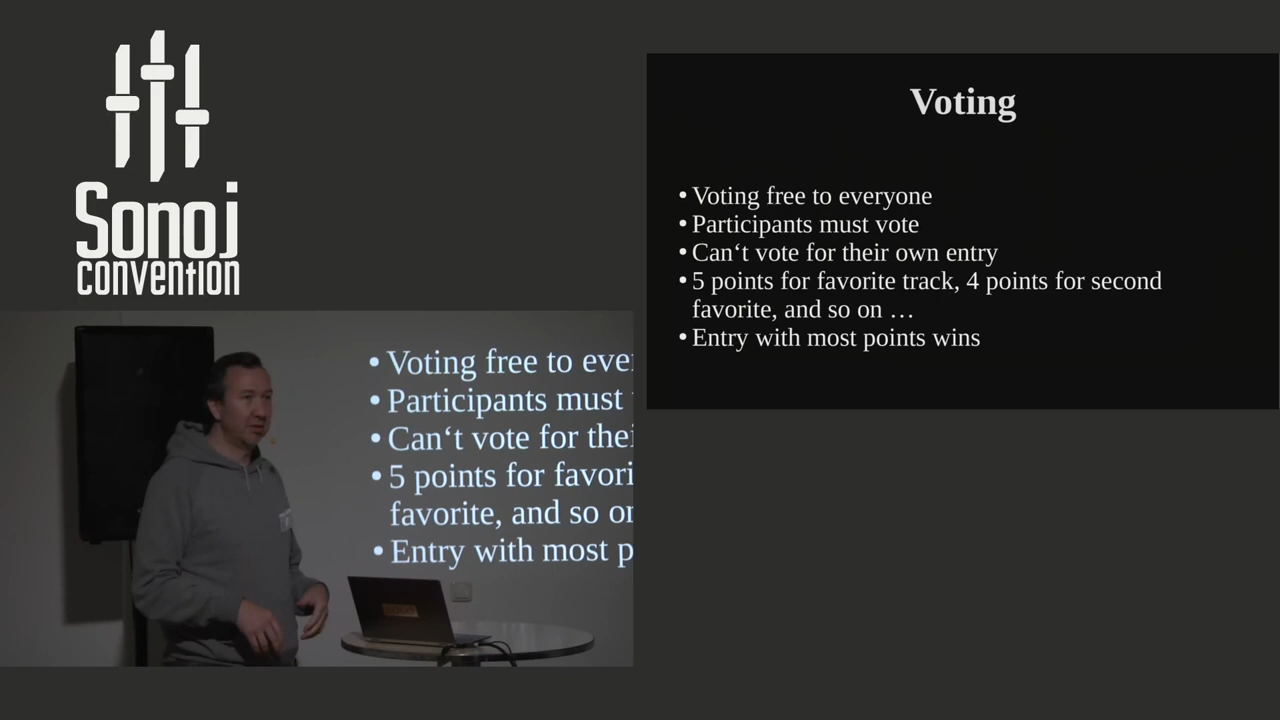 Sonoj
convention
Voting
• Voting free to everyone
• Participants must vote
• Can‘t vote for their own entry
• 5 points for favorite track, 4 points for second
favorite, and so on …
• Entry with most points wins
• Voting free to ever
• Participants must
• Can‘t vote for thei
• 5 points for favori
favorite, and so on
• Entry with most p